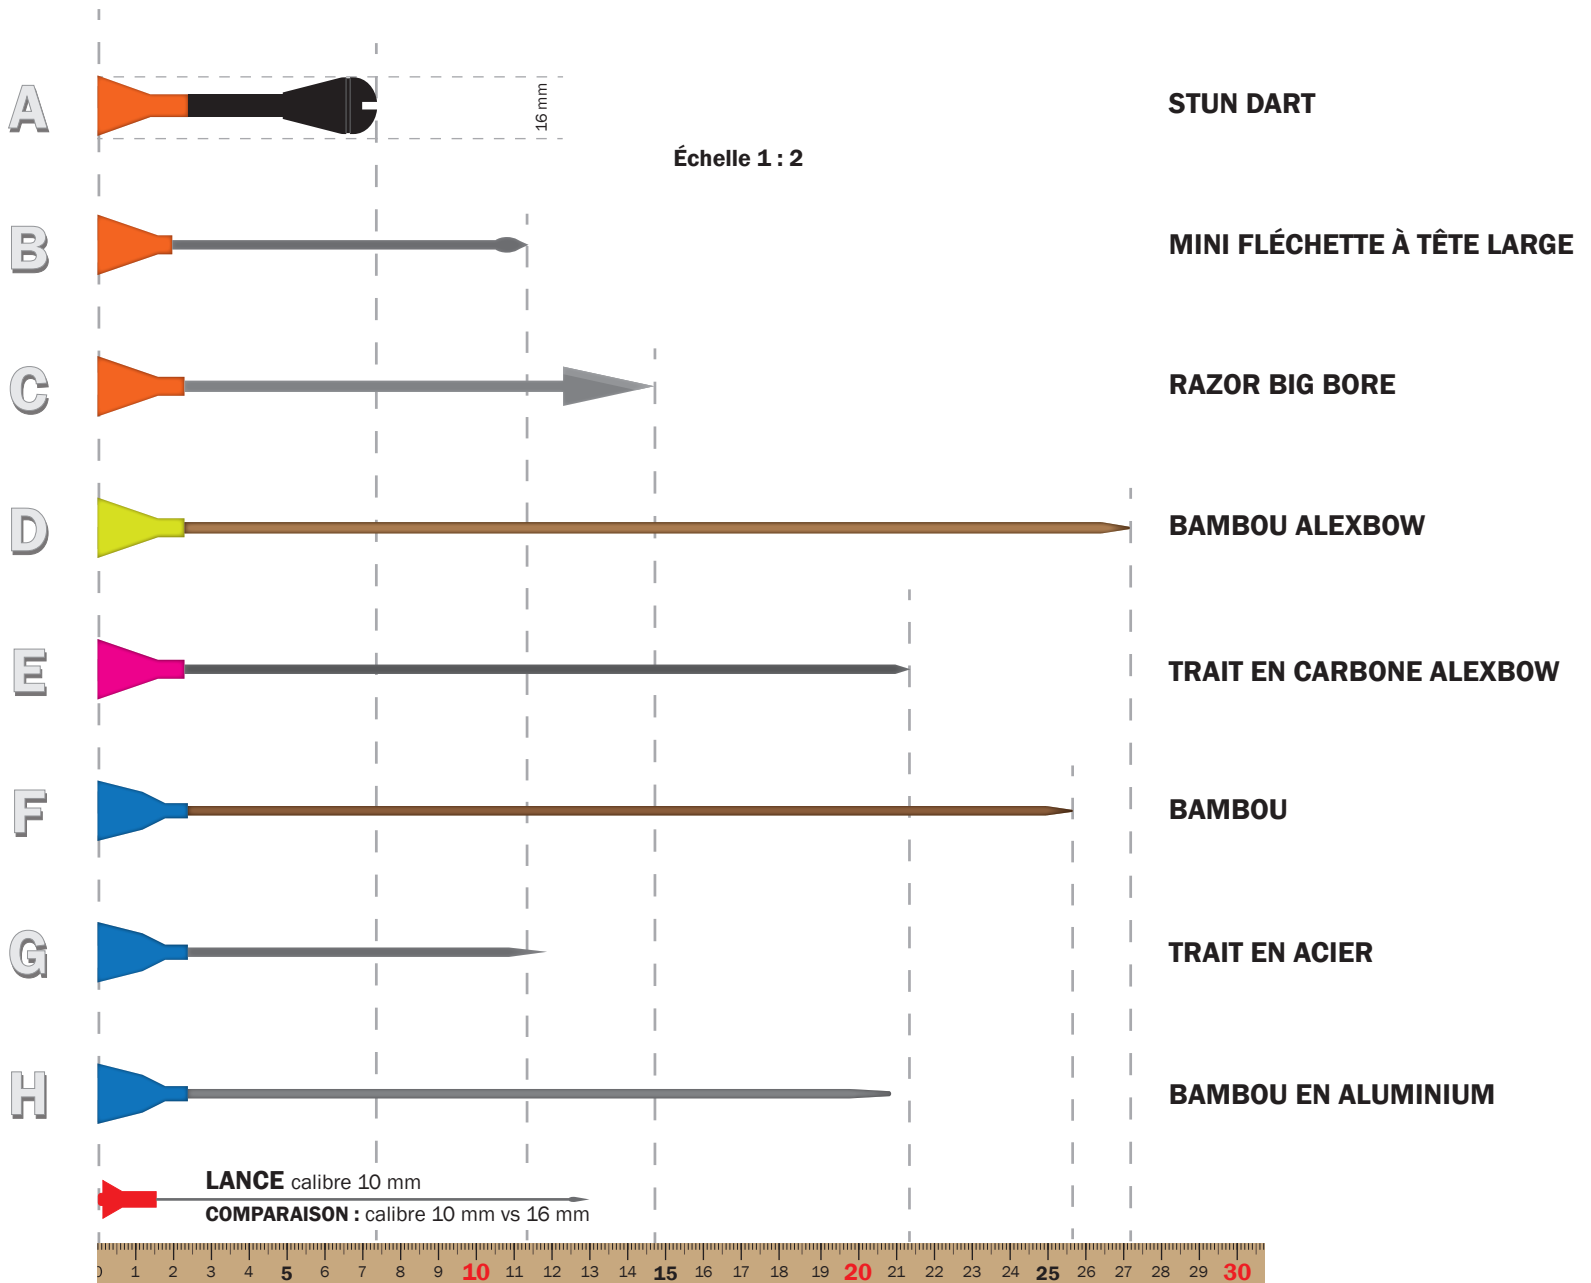 A
16 mm
STUN DART
Échelle 1 : 2
B
MINI FLÉCHETTE À TÊTE LARGE
C
RAZOR BIG BORE
D
BAMBOU ALEXBOW
E
TRAIT EN CARBONE ALEXBOW
F
BAMBOU
G
TRAIT EN ACIER
H
BAMBOU EN ALUMINIUM
LANCE calibre 10 mm
COMPARAISON : calibre 10 mm vs 16 mm
0 1 2 3 4 5 6 7 8 9 10 11 12 13 14 15 16 17 18 19 20 21 22 23 24 25 26 27 28 29 30